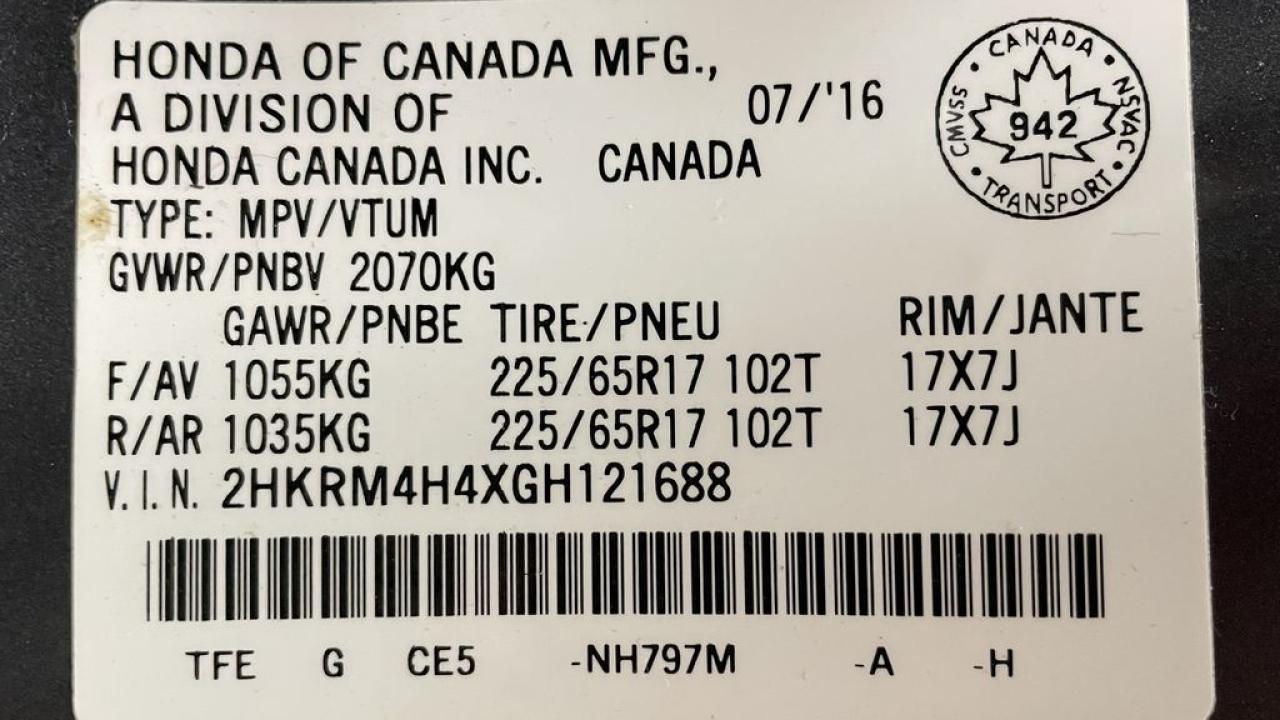 HONDA OF CANADA MFG.,
A DIVISION OF 07/'16
HONDA CANADA INC. CANADA
TYPE: MPV/VTUM
GVWR/PNBV 2070KG
GAWR/PNBE TIRE/PNEU RIM/JANTE
F/AV 1055KG 225/65R17 102T 17X7J
R/AR 1035KG 225/65R17 102T 17X7J
V.I.N. 2HKRM4H4XGH121688
TFE G CE5 -NH797M -A -H
CANADA
CMVSS • NSVAC
942
TRANSPORT